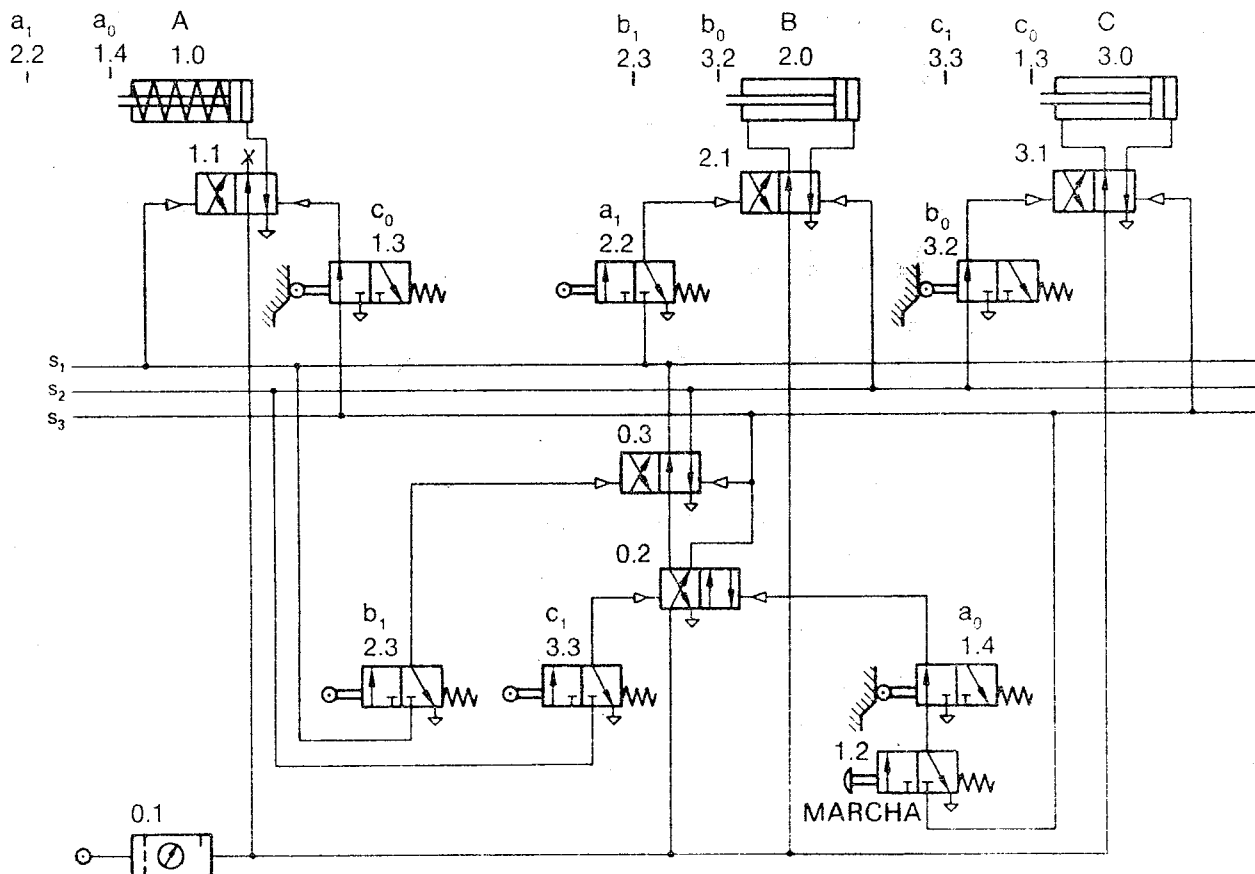 a₁ a₀ A b₁ b₀ B c₁ c₀ C
2.2 1.4 1.0 2.3 3.2 2.0 3.3 1.3 3.0
1.1
2.1
3.1
c₀
1.3
a₁
2.2
b₀
3.2
s₁
s₂
s₃
0.3
0.2
b₁
2.3
c₁
3.3
a₀
1.4
1.2
MARCHA
0.1